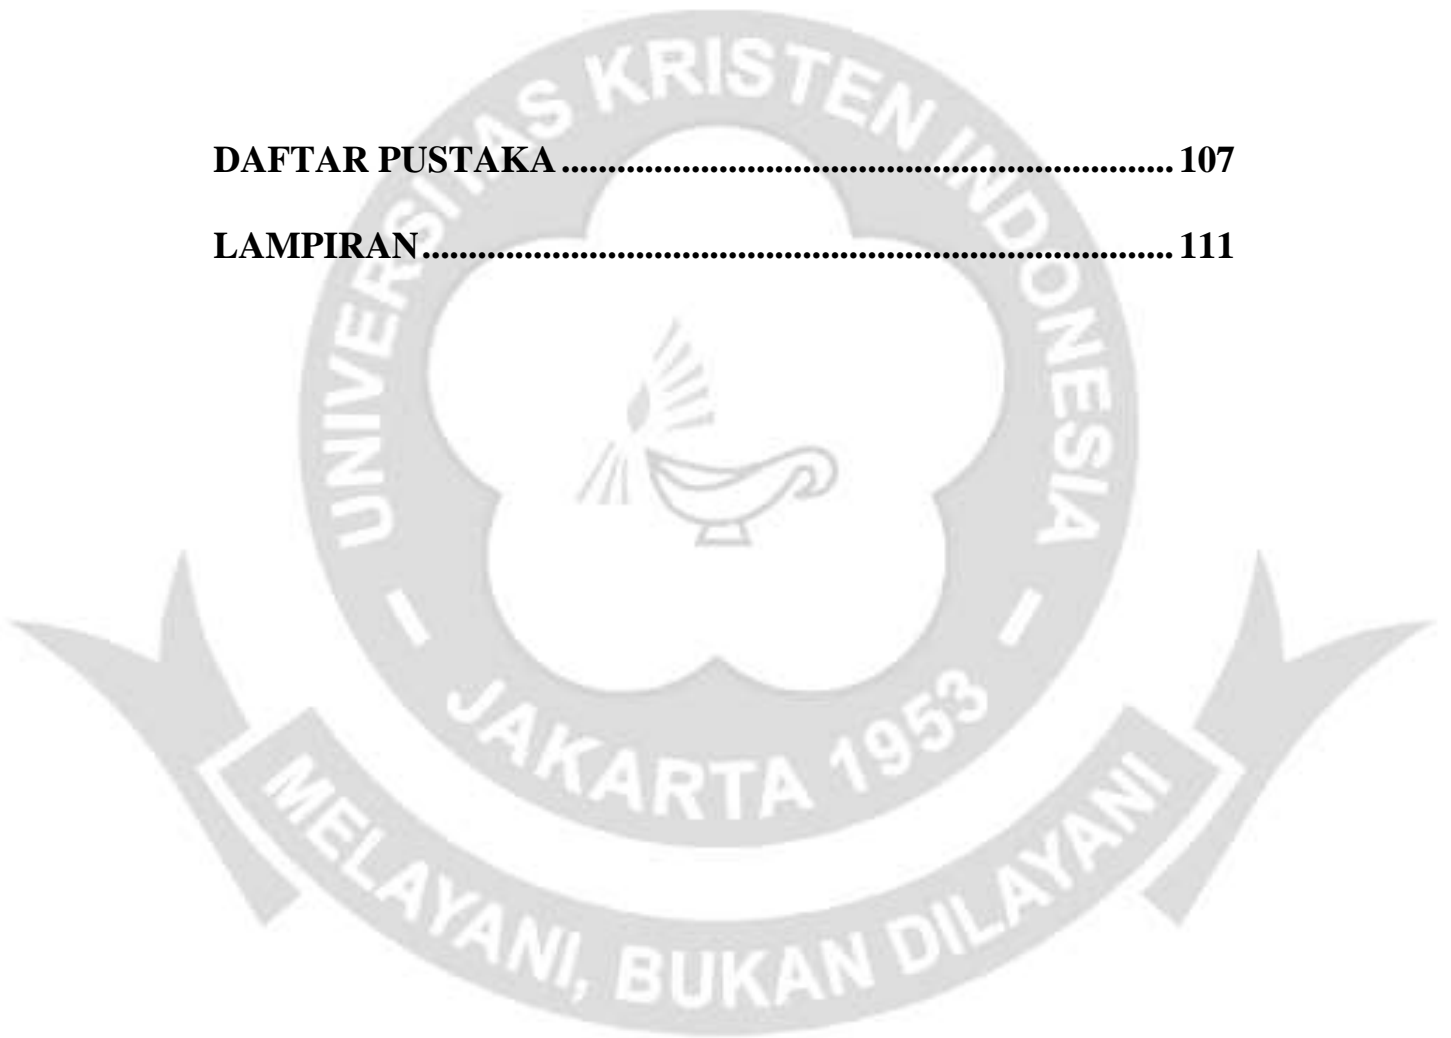 DAFTAR PUSTAKA .................................................................. 107
LAMPIRAN................................................................................. 111
UNIVERSITAS KRISTEN INDONESIA
- JAKARTA 1953 -
MELAYANI, BUKAN DILAYANI